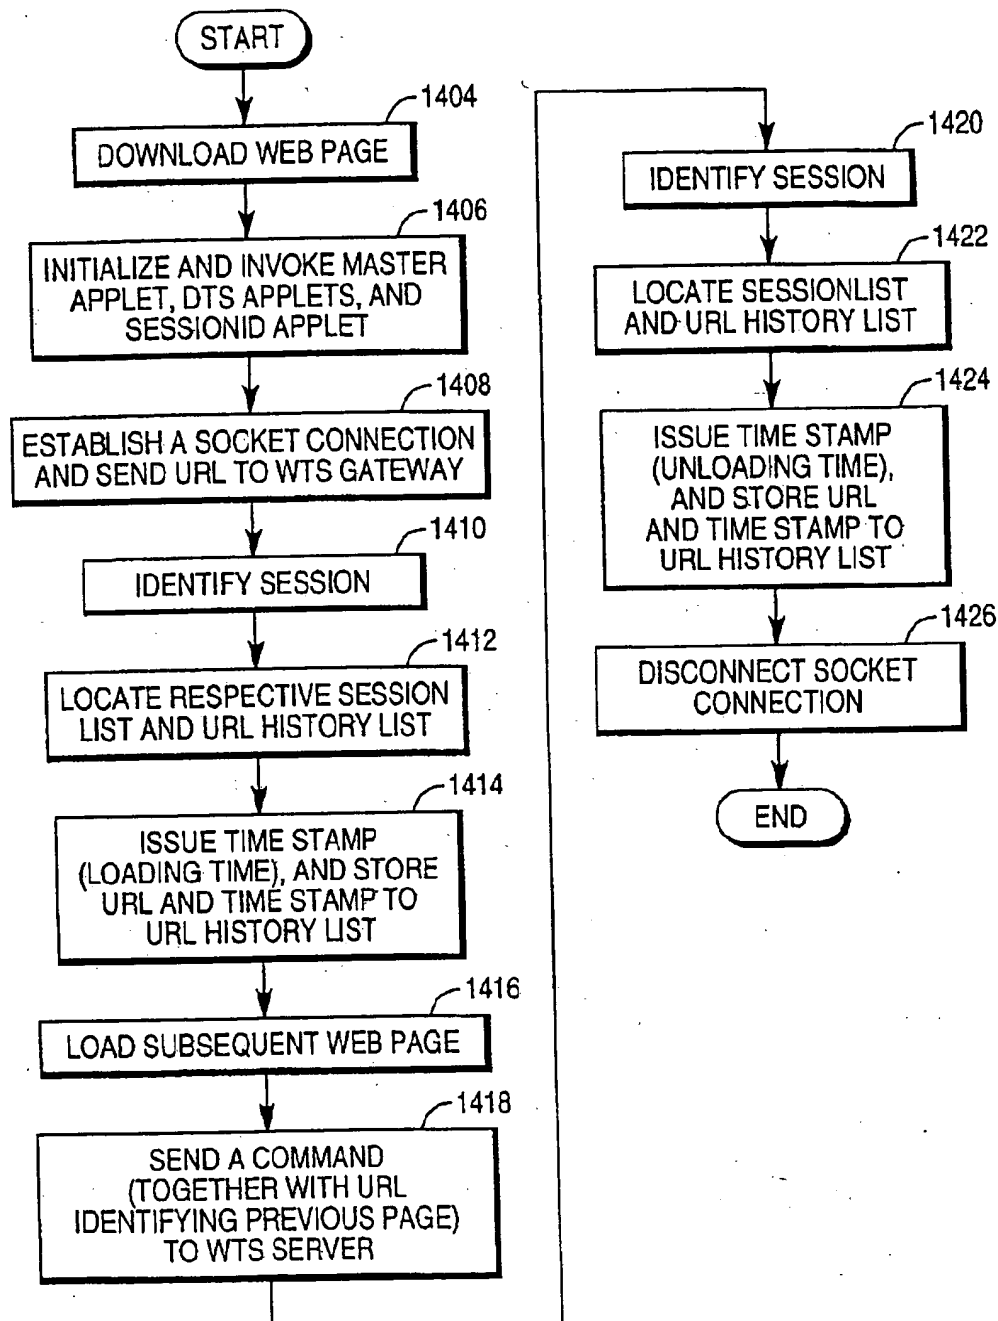 START
1404
DOWNLOAD WEB PAGE
1406
INITIALIZE AND INVOKE MASTER
APPLET, DTS APPLETS, AND
SESSIONID APPLET
1408
ESTABLISH A SOCKET CONNECTION
AND SEND URL TO WTS GATEWAY
1410
IDENTIFY SESSION
1412
LOCATE RESPECTIVE SESSION
LIST AND URL HISTORY LIST
1414
ISSUE TIME STAMP
(LOADING TIME), AND STORE
URL AND TIME STAMP TO
URL HISTORY LIST
1416
LOAD SUBSEQUENT WEB PAGE
1418
SEND A COMMAND
(TOGETHER WITH URL
IDENTIFYING PREVIOUS PAGE)
TO WTS SERVER
1420
IDENTIFY SESSION
1422
LOCATE SESSIONLIST
AND URL HISTORY LIST
1424
ISSUE TIME STAMP
(UNLOADING TIME),
AND STORE URL
AND TIME STAMP TO
URL HISTORY LIST
1426
DISCONNECT SOCKET
CONNECTION
END